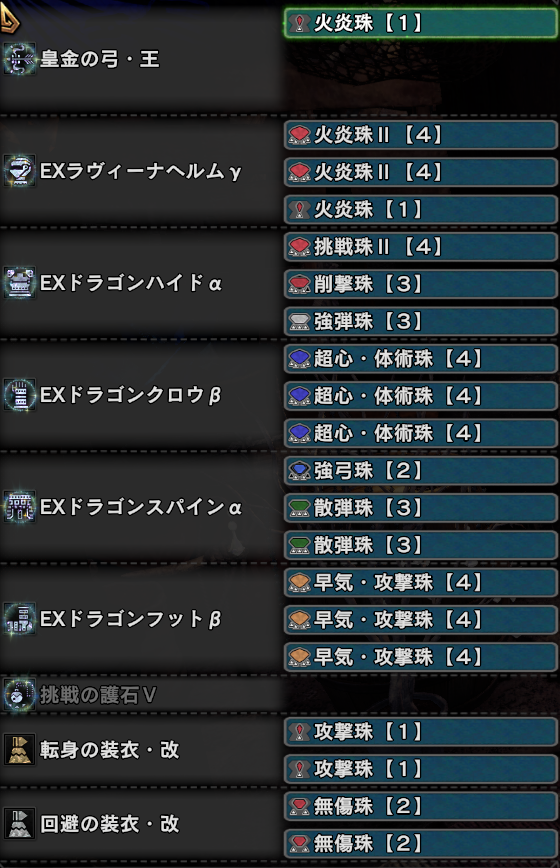 皇金の弓・王
火炎珠【1】
EXラヴィーナヘルムγ
火炎珠Ⅱ【4】
火炎珠Ⅱ【4】
火炎珠【1】
EXドラゴンハイドα
挑戦珠Ⅱ【4】
削撃珠【3】
強弾珠【3】
EXドラゴンクロウβ
超心・体術珠【4】
超心・体術珠【4】
超心・体術珠【4】
EXドラゴンスパインα
強弓珠【2】
散弾珠【3】
散弾珠【3】
EXドラゴンフットβ
早気・攻撃珠【4】
早気・攻撃珠【4】
早気・攻撃珠【4】
挑戦の護石Ⅴ
転身の装衣・改
攻撃珠【1】
攻撃珠【1】
回避の装衣・改
無傷珠【2】
無傷珠【2】